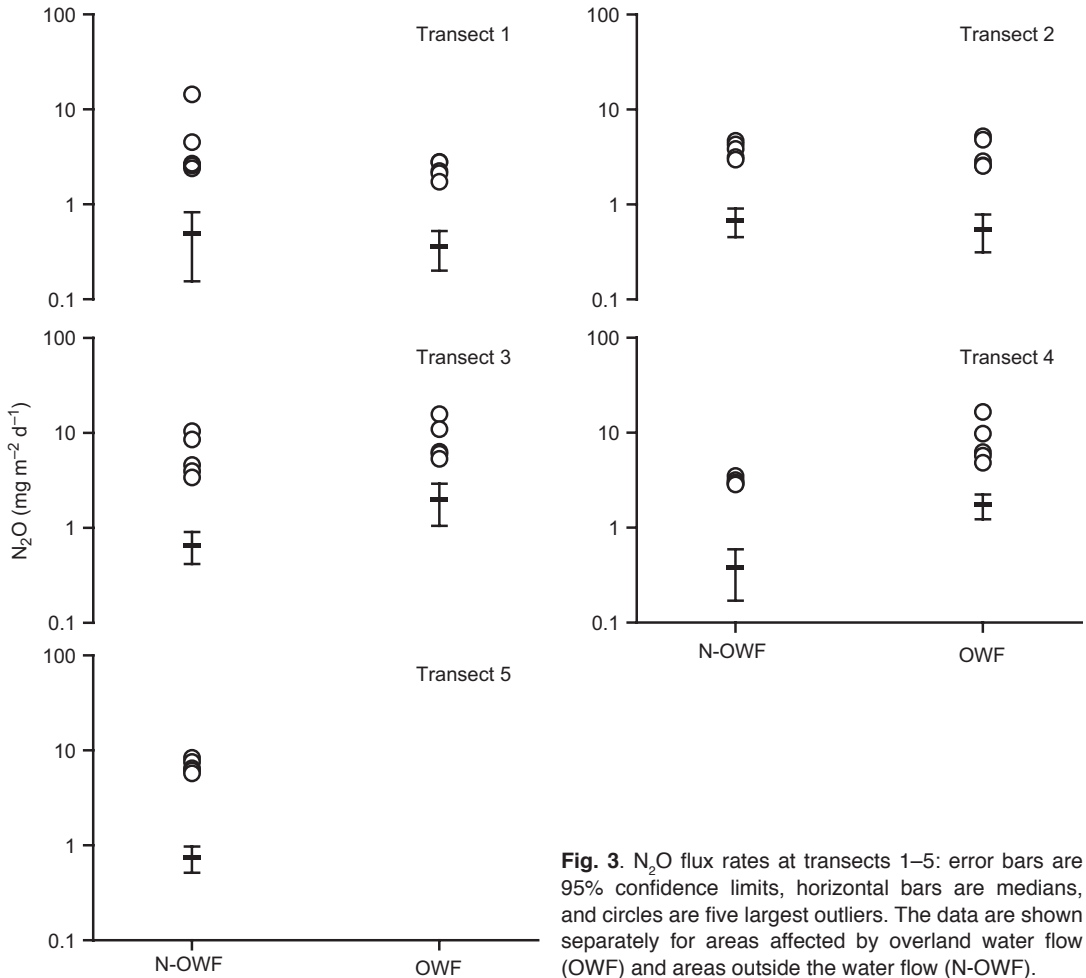 100
10
1
0.1
Transect 1
100
10
1
0.1
Transect 2
100
10
1
0.1
Transect 3
100
10
1
0.1
Transect 4
N-OWF
OWF
N₂O (mg m⁻² d⁻¹)
100
10
1
0.1
Transect 5
N-OWF
OWF
Fig. 3. N₂O flux rates at transects 1–5: error bars are
95% confidence limits, horizontal bars are medians,
and circles are five largest outliers. The data are shown
separately for areas affected by overland water flow
(OWF) and areas outside the water flow (N-OWF).